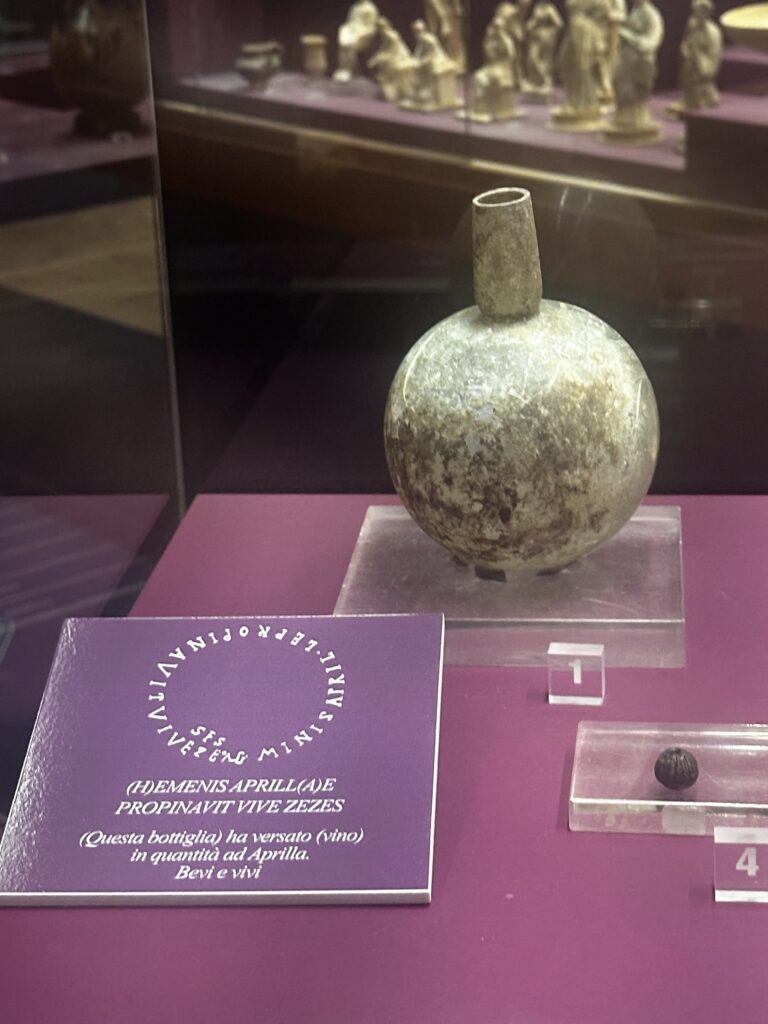 (H)EMENIS APRILL(A)E
PROPINAVIT VIVE ZEZES
(Questa bottiglia) ha versato (vino)
in quantità ad Aprilla.
Bevi e vivi
1
4